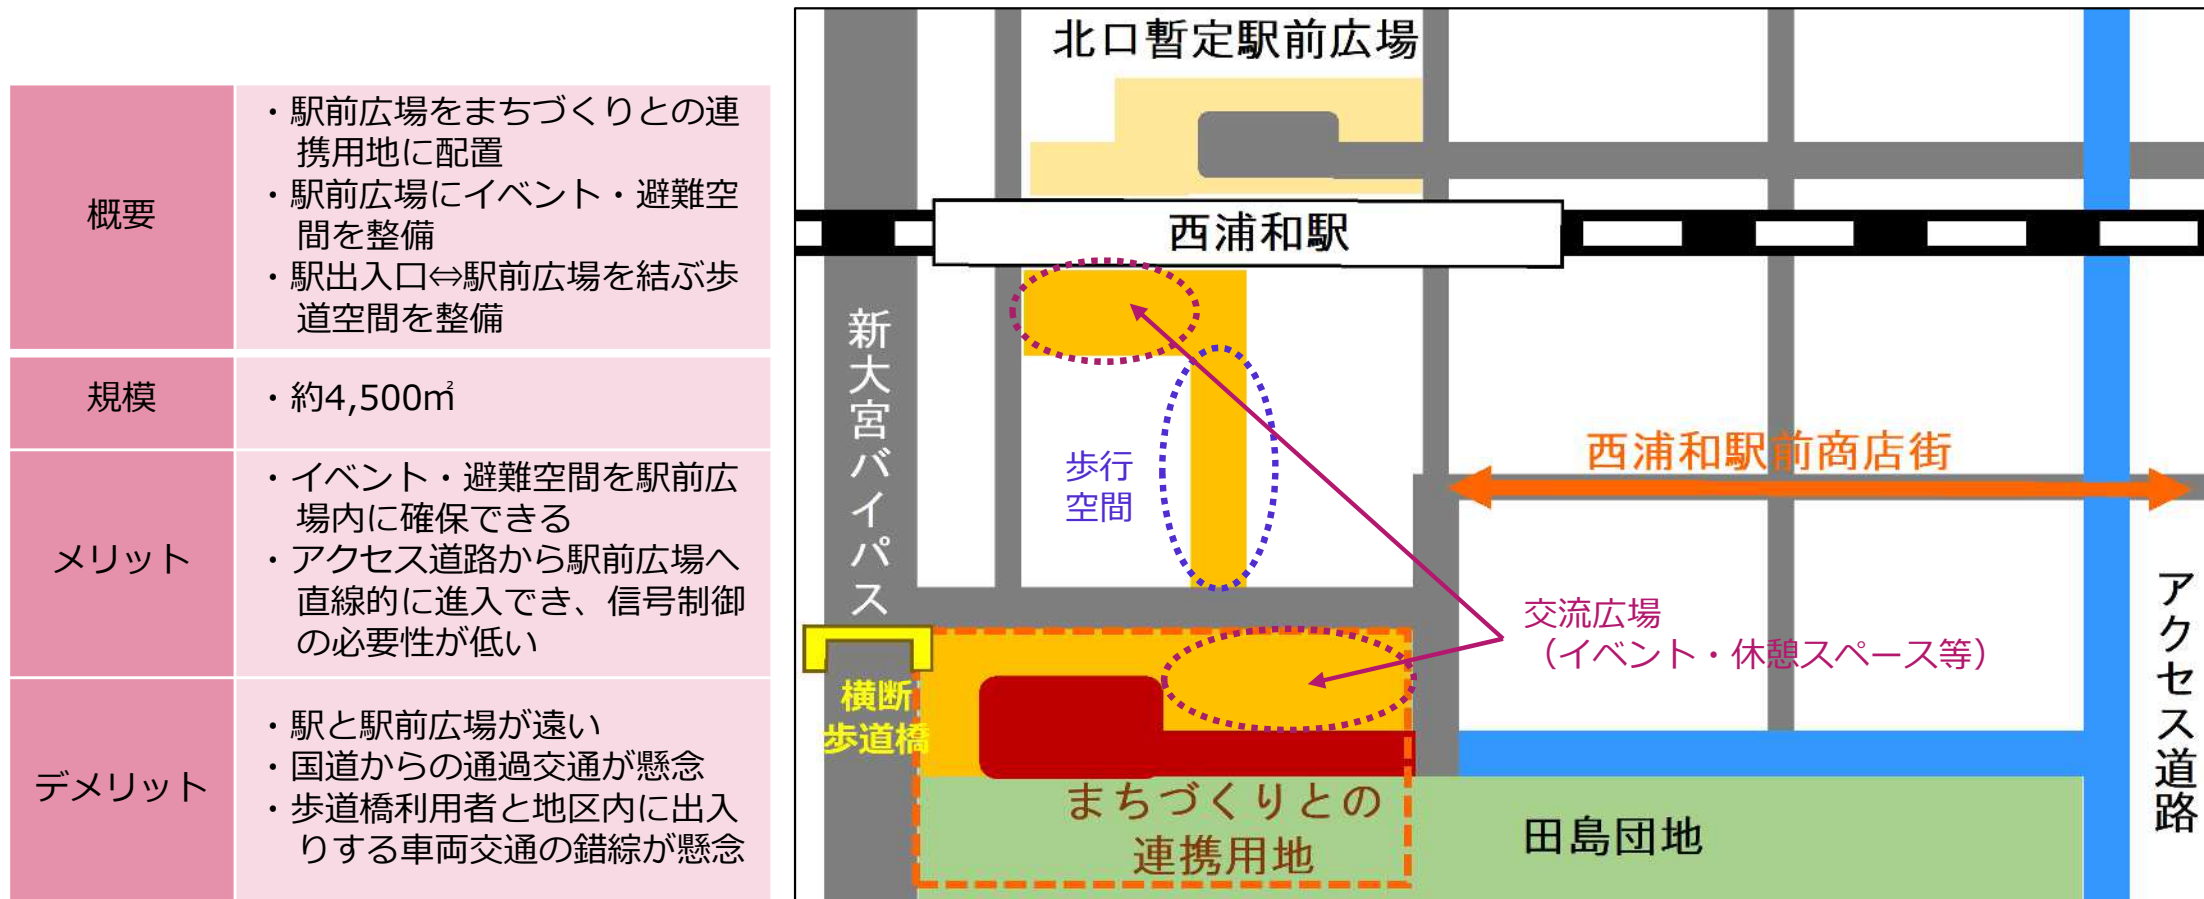 概要
・駅前広場をまちづくりとの連
携用地に配置
・駅前広場にイベント・避難空
間を整備
・駅出入口⇔駅前広場を結ぶ歩
道空間を整備
規模
・約4,500㎡
メリット
・イベント・避難空間を駅前広
場内に確保できる
・アクセス道路から駅前広場へ
直線的に進入でき、信号制御
の必要性が低い
デメリット
・駅と駅前広場が遠い
・国道からの通過交通が懸念
・歩道橋利用者と地区内に出入
りする車両交通の錯綜が懸念
北口暫定駅前広場
西浦和駅
新大宮バイパス
歩行
空間
西浦和駅前商店街
交流広場
（イベント・休憩スペース等）
アクセス道路
横断
歩道橋
まちづくりとの
連携用地
田島団地